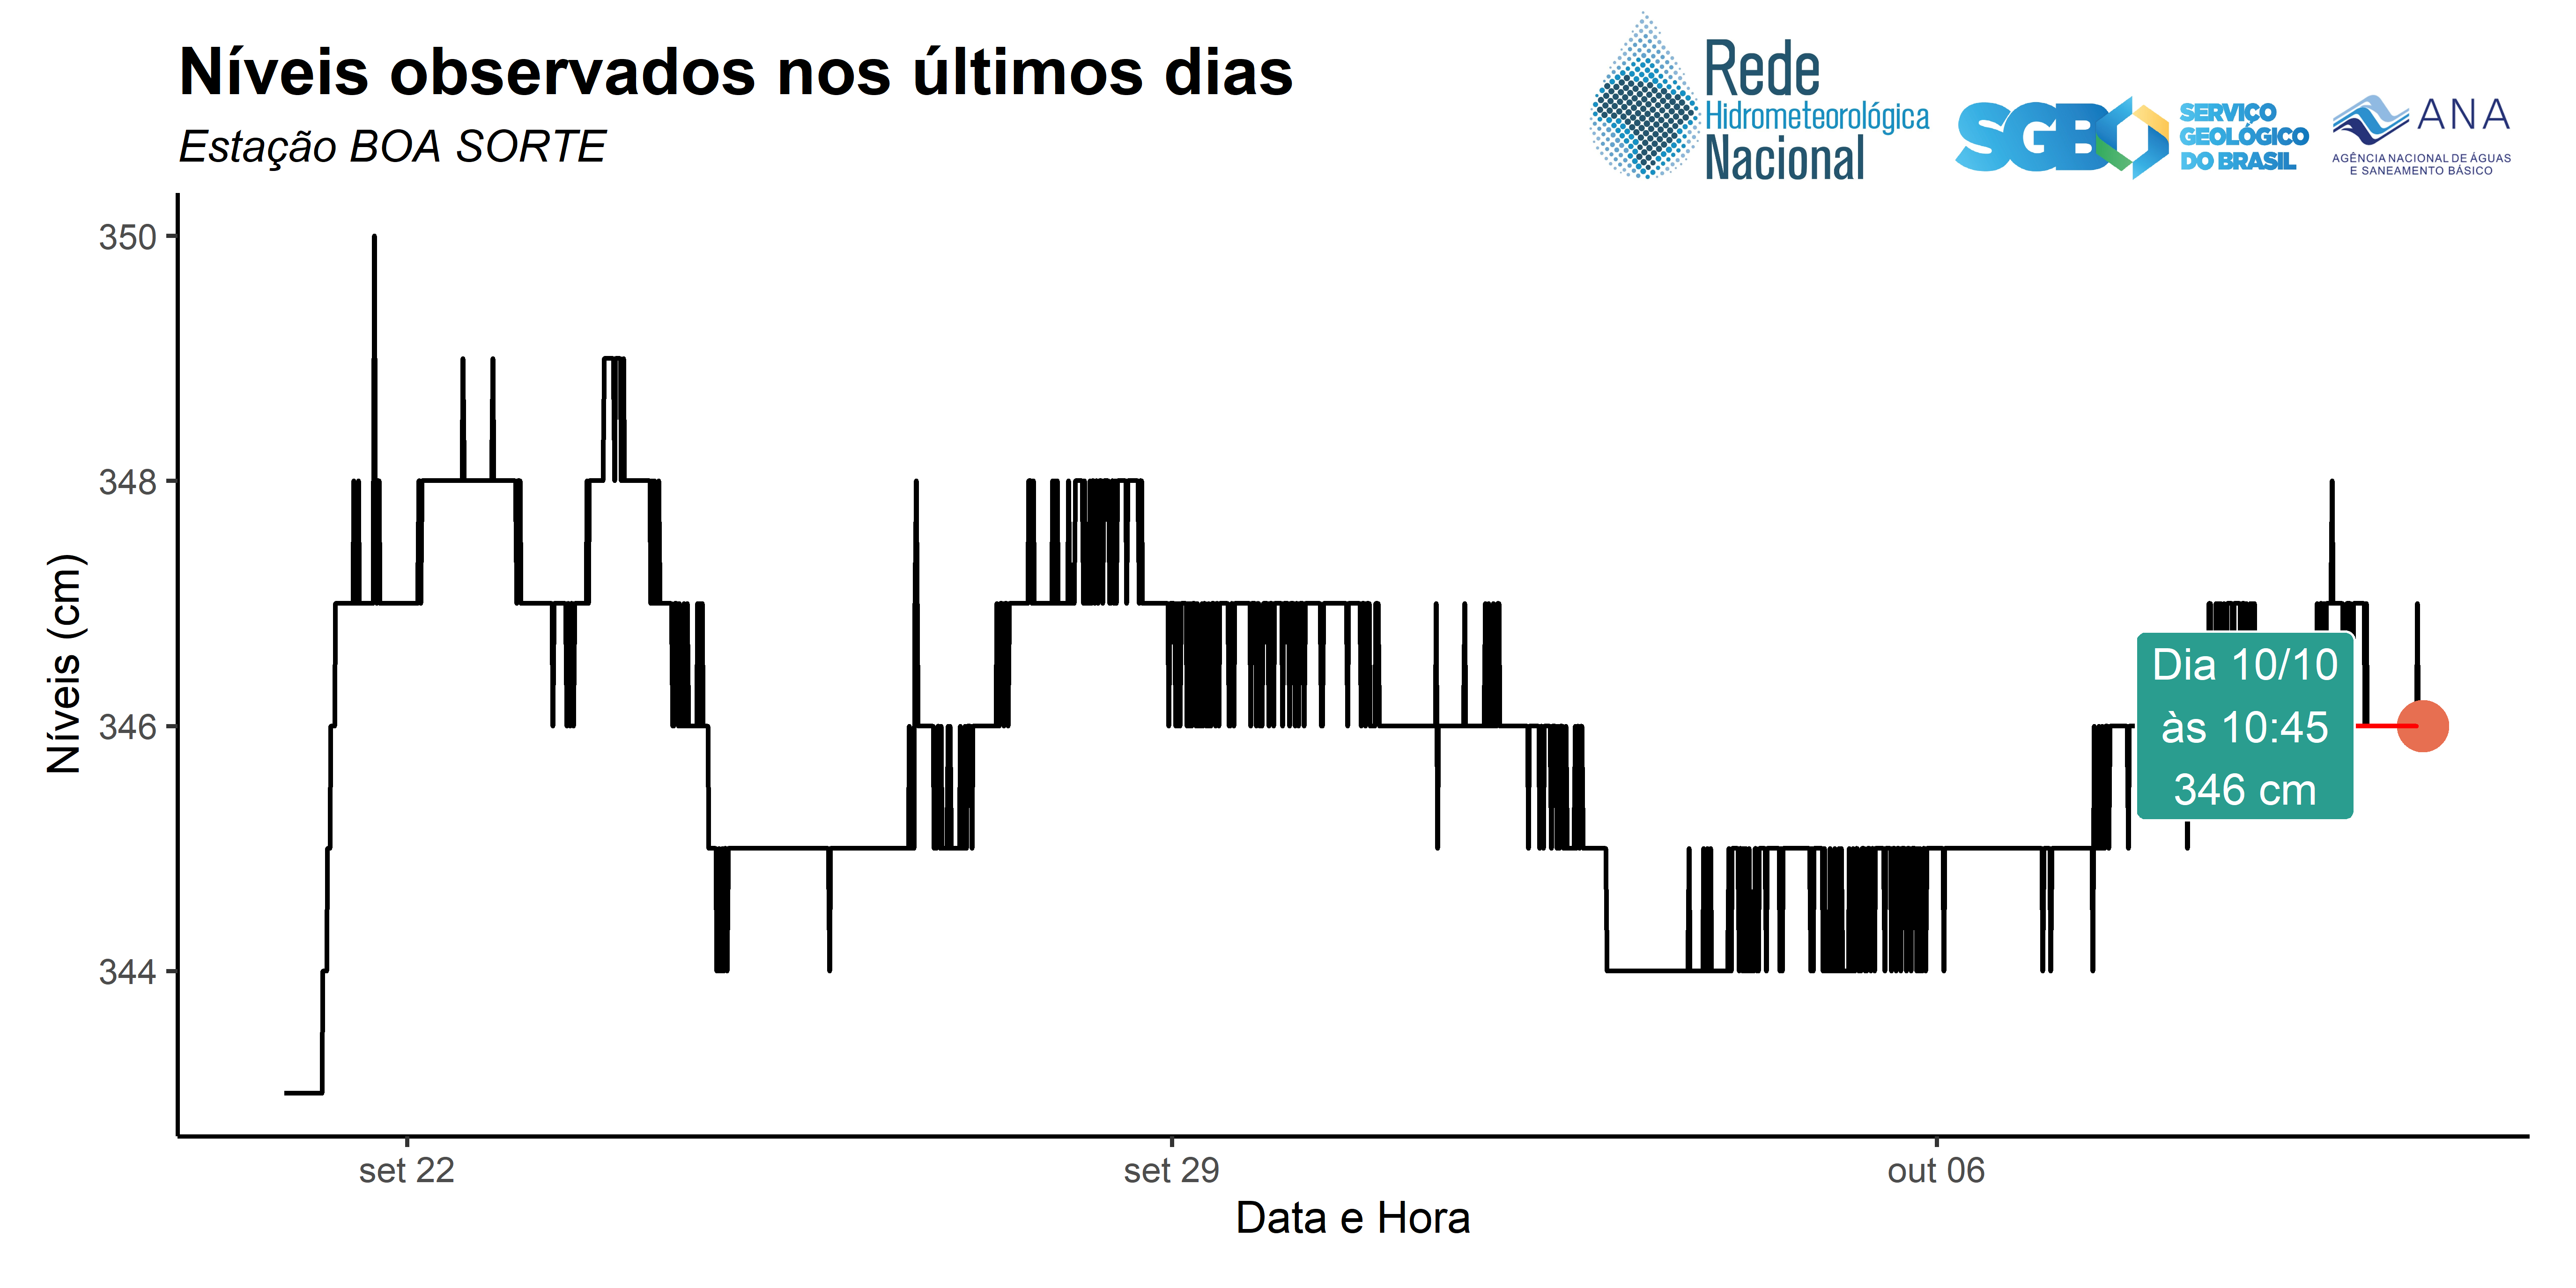 Níveis observados nos últimos dias
Estação BOA SORTE
Rede
Hidrometeorológica
Nacional
SGB
SERVIÇO
GEOLÓGICO
DO BRASIL
ANA
AGÊNCIA NACIONAL DE ÁGUAS
E SANEAMENTO BÁSICO
Níveis (cm)
350
348
346
344
Dia 10/10
às 10:45
346 cm
set 22
set 29
out 06
Data e Hora